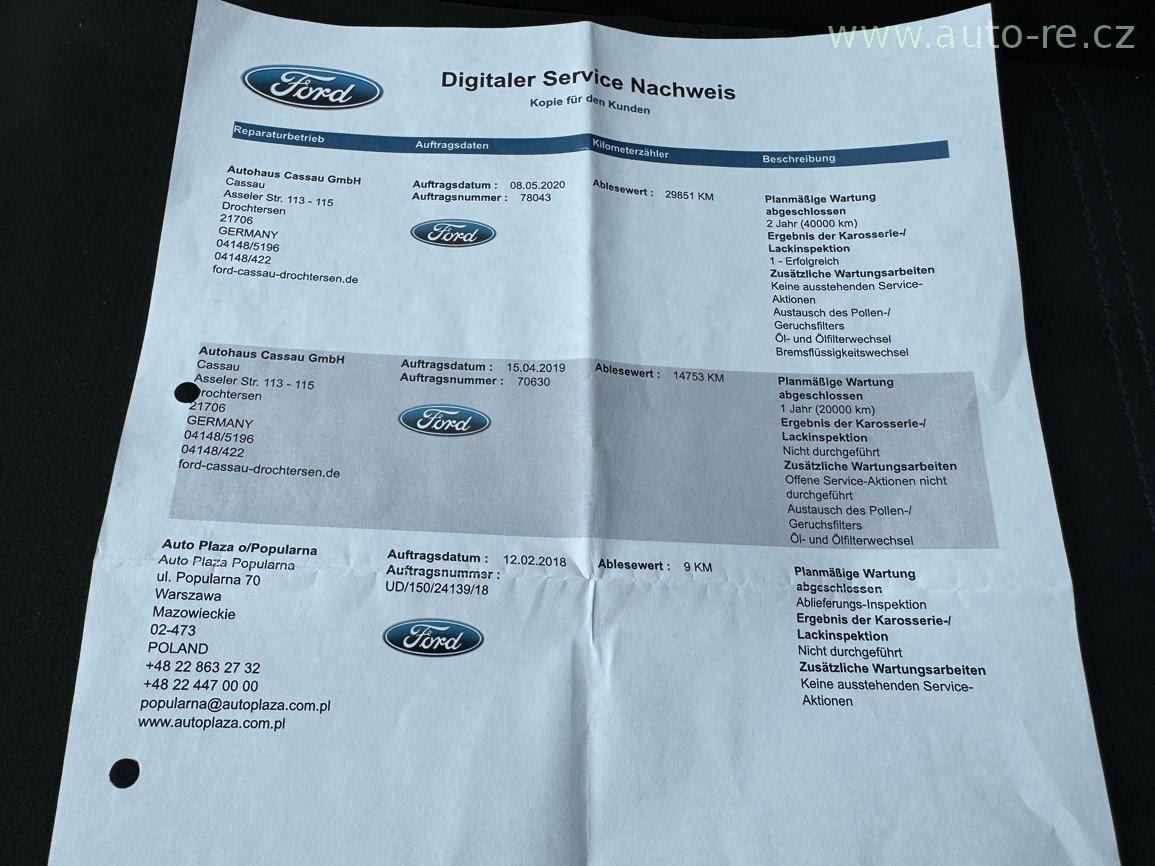 www.auto-re.cz
Ford
Digitaler Service Nachweis
Kopie für den Kunden
Reparaturbetrieb Auftragsdaten Kilometerzähler Beschreibung
Autohaus Cassau GmbH
Cassau
Asseler Str. 113 - 115
Drochtersen
21706
GERMANY
04148/5196
04148/422
ford-cassau-drochtersen.de
Auftragsdatum : 08.05.2020
Auftragsnummer : 78043
Ford
Ablesewert : 29851 KM
Planmäßige Wartung
abgeschlossen
2 Jahr (40000 km)
Ergebnis der Karosserie-/
Lackinspektion
1 - Erfolgreich
Zusätzliche Wartungsarbeiten
Keine ausstehenden Service-
Aktionen
Austausch des Pollen-/
Geruchsfilters
Öl- und Ölfilterwechsel
Bremsflüssigkeitswechsel
Autohaus Cassau GmbH
Cassau
Asseler Str. 113 - 115
rochtersen
21706
GERMANY
04148/5196
04148/422
ford-cassau-drochtersen.de
Auftragsdatum : 15.04.2019
Auftragsnummer : 70630
Ford
Ablesewert : 14753 KM
Planmäßige Wartung
abgeschlossen
1 Jahr (20000 km)
Ergebnis der Karosserie-/
Lackinspektion
Nicht durchgeführt
Zusätzliche Wartungsarbeiten
Offene Service-Aktionen nicht
durchgeführt
Austausch des Pollen-/
Geruchsfilters
Öl- und Ölfilterwechsel
Auto Plaza o/Popularna
Auto Plaza Popularna
ul. Popularna 70
Warszawa
Mazowieckie
02-473
POLAND
+48 22 863 27 32
+48 22 447 00 00
popularna@autoplaza.com.pl
www.autoplaza.com.pl
Auftragsdatum : 12.02.2018
Auftragsnummer :
UD/150/24139/18
Ford
Ablesewert : 9 KM
Planmäßige Wartung
abgeschlossen
Ablieferungs-Inspektion
Ergebnis der Karosserie-/
Lackinspektion
Nicht durchgeführt
Zusätzliche Wartungsarbeiten
Keine ausstehenden Service-
Aktionen